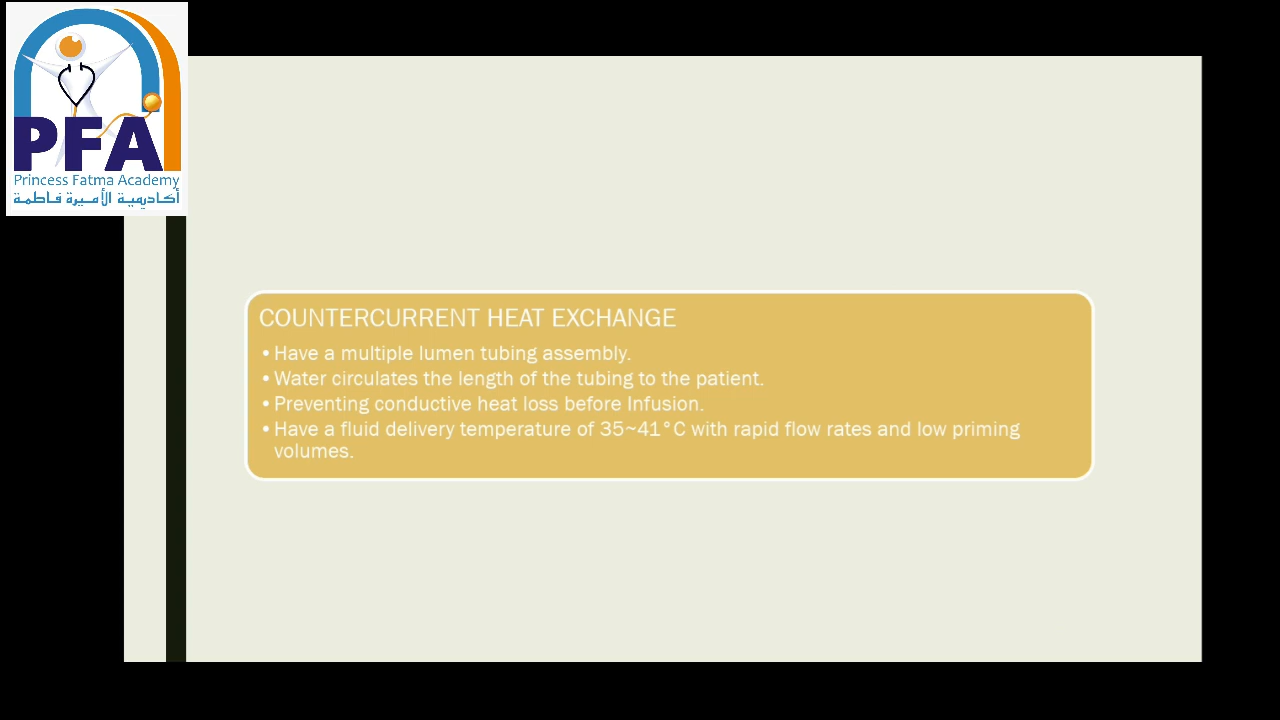 PFA
Princess Fatma Academy
أكاديمية الأميرة فاطمة
COUNTERCURRENT HEAT EXCHANGE
• Have a multiple lumen tubing assembly.
• Water circulates the length of the tubing to the patient.
• Preventing conductive heat loss before Infusion.
• Have a fluid delivery temperature of 35~41°C with rapid flow rates and low priming
volumes.